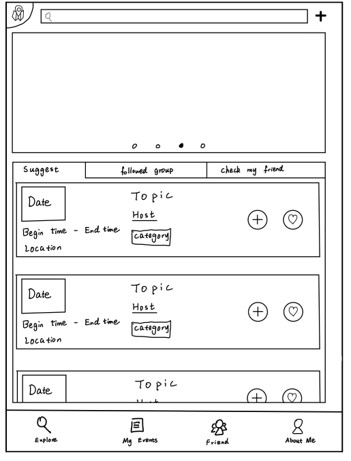 Suggest
followed group
check my friend
Date
Topic
Host
category
Begin time - End time
Location
Date
Topic
Host
category
Begin time - End time
Location
Date
Topic
Explore
My Events
Friend
About Me